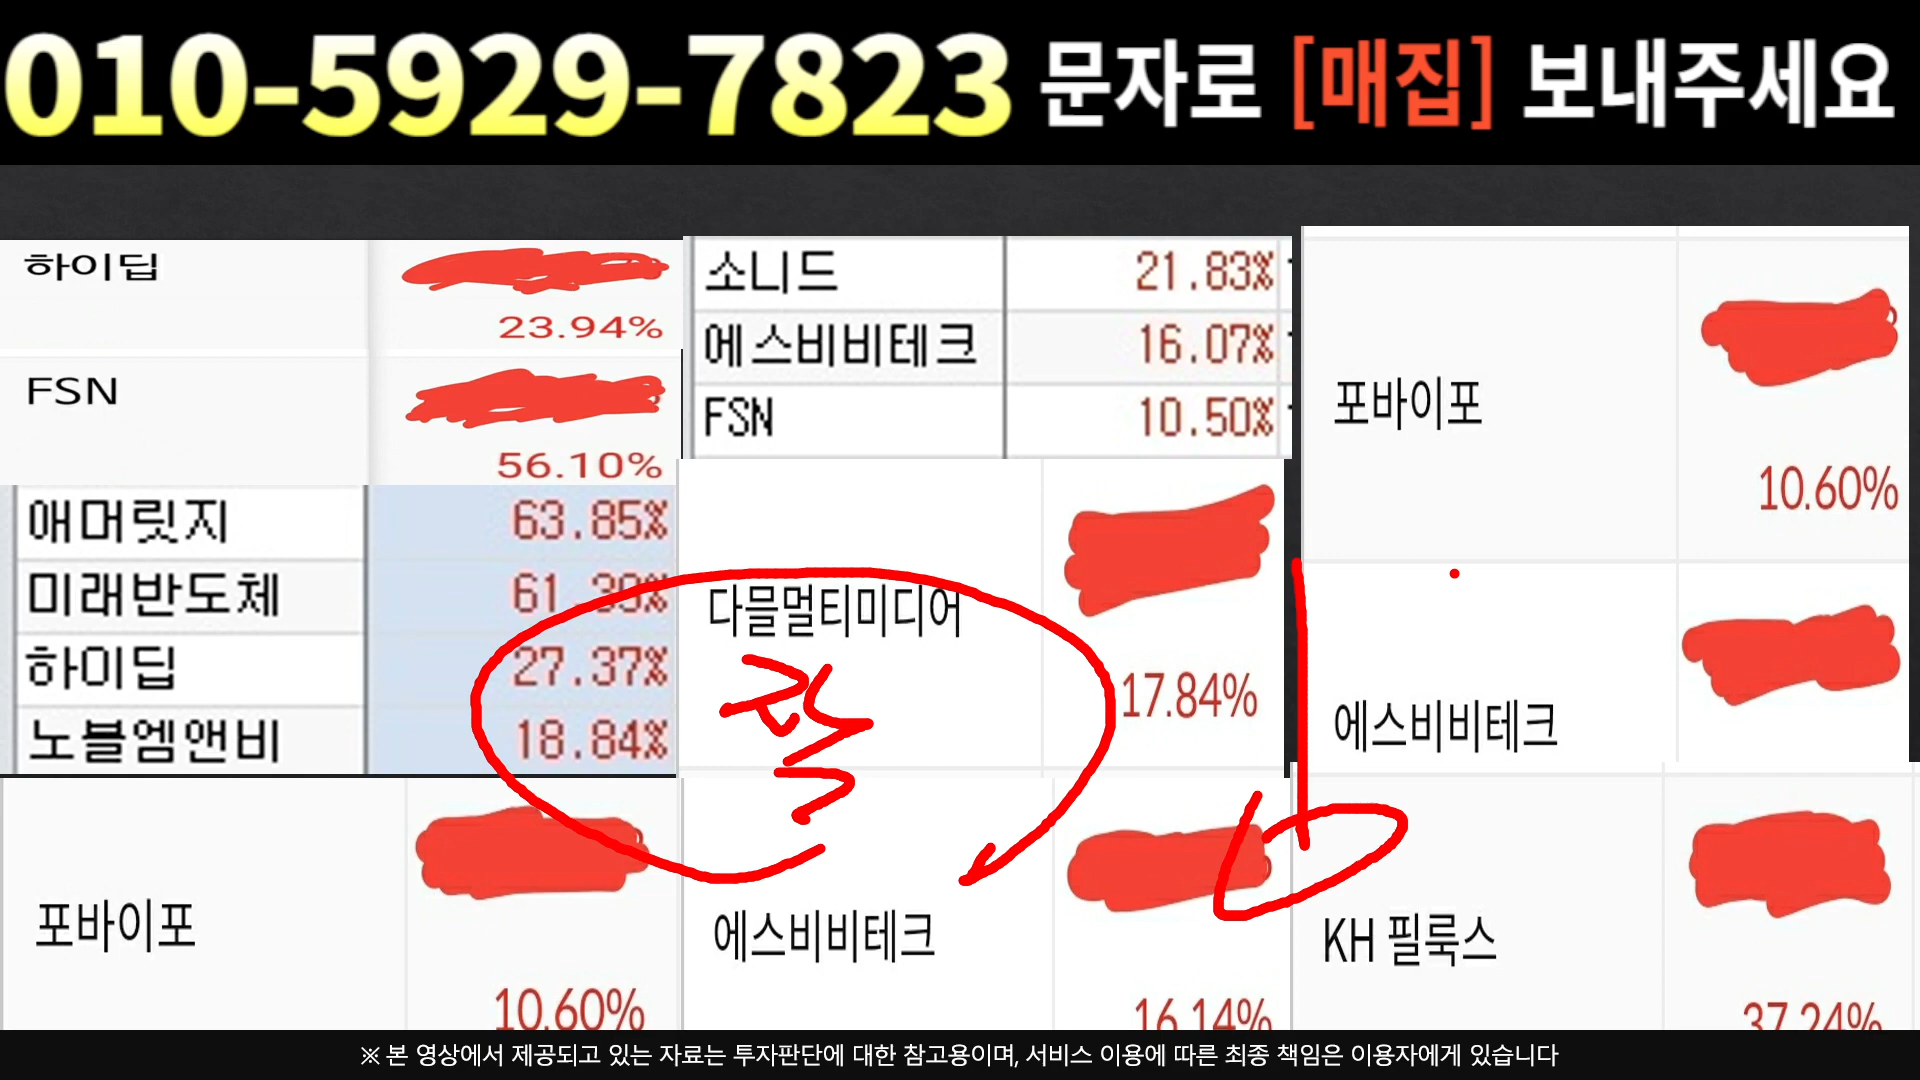 010-5929-7823 문자로 [매집] 보내주세요
하이딥
23.94%
FSN
56.10%
애머릿지 63.85%
미래반도체 61.39%
하이딥 27.37%
노블엠앤비 18.84%
소니드 21.83%
에스비비테크 16.07%
FSN 10.50%
다믈멀티미디어
17.84%
포바이포
10.60%
에스비비테크
포바이포
10.60%
에스비비테크
16.14%
KH 필룩스
37.24%
※ 본 영상에서 제공되고 있는 자료는 투자판단에 대한 참고용이며, 서비스 이용에 따른 최종 책임은 이용자에게 있습니다